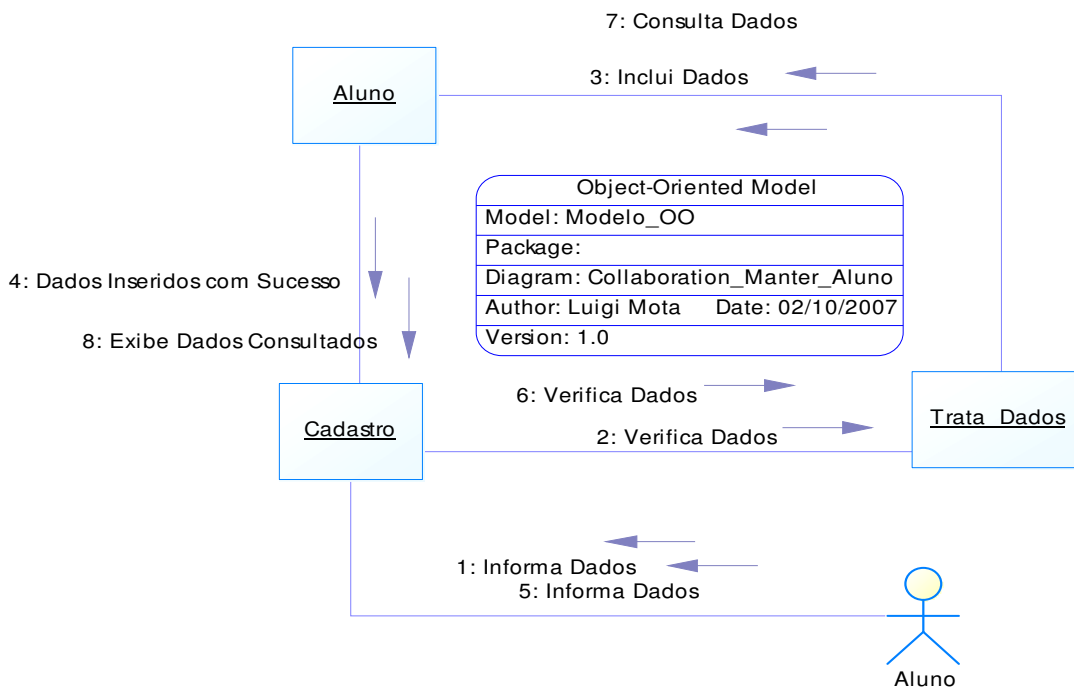 7: Consulta Dados
3: Inclui Dados
Aluno
Object-Oriented Model
Model: Modelo_OO
Package:
Diagram: Collaboration_Manter_Aluno
Author: Luigi Mota Date: 02/10/2007
Version: 1.0
4: Dados Inseridos com Sucesso
8: Exibe Dados Consultados
6: Verifica Dados
2: Verifica Dados
Cadastro
Trata_Dados
1: Informa Dados
5: Informa Dados
Aluno